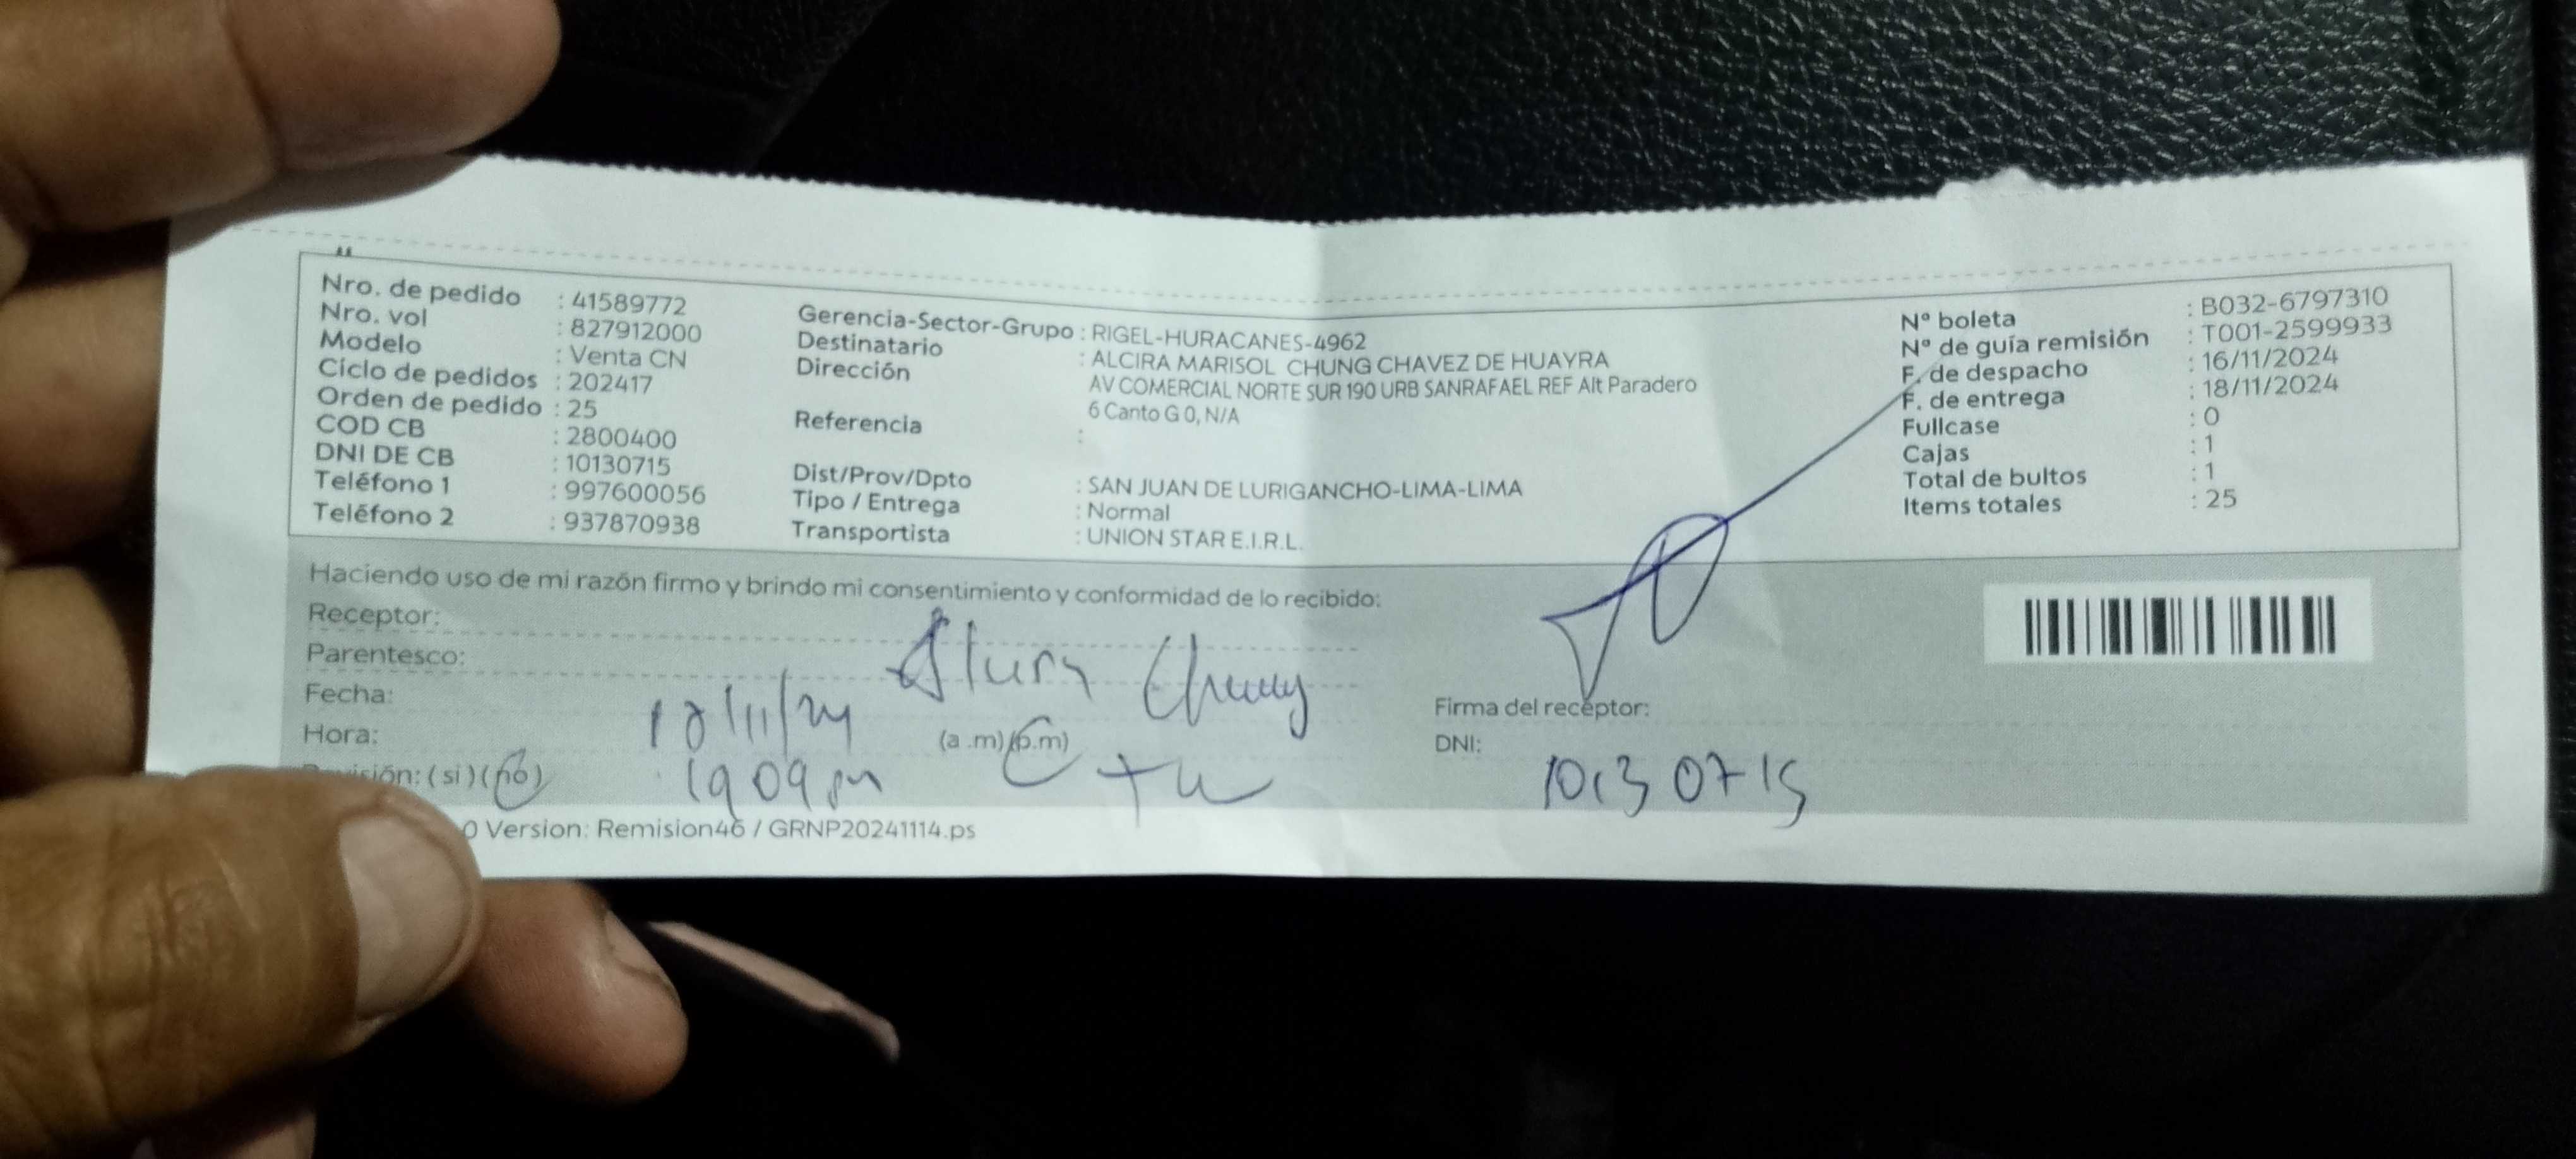 Nro. de pedido : 41589772
Nro. vol : 827912000
Modelo : Venta CN
Ciclo de pedidos : 202417
Orden de pedido : 25
COD CB : 2800400
DNI DE CB : 10130715
Teléfono 1 : 997600056
Teléfono 2 : 937870938
Gerencia-Sector-Grupo : RIGEL-HURACANES-4962
Destinatario : ALCIRA MARISOL CHUNG CHAVEZ DE HUAYRA
Dirección : AV COMERCIAL NORTE SUR 190 URB SANRAFAEL REF Alt Paradero
6 Canto G 0, N/A
Referencia :
Dist/Prov/Dpto : SAN JUAN DE LURIGANCHO-LIMA-LIMA
Tipo / Entrega : Normal
Transportista : UNION STAR E.I.R.L.
Nº boleta : B032-6797310
Nº de guía remisión : T001-2599933
F. de despacho : 16/11/2024
F. de entrega : 18/11/2024
Fullcase : 0
Cajas : 1
Total de bultos : 1
Items totales : 25
Haciendo uso de mi razón firmo y brindo mi consentimiento y conformidad de lo recibido:
Receptor:
Parentesco: Chung
Fecha: 18/11/24
Hora: (a .m) (p.m)
(si) (no)
Firma del receptor:
DNI: 10130715
0 Version: Remision46 / GRNP20241114.ps